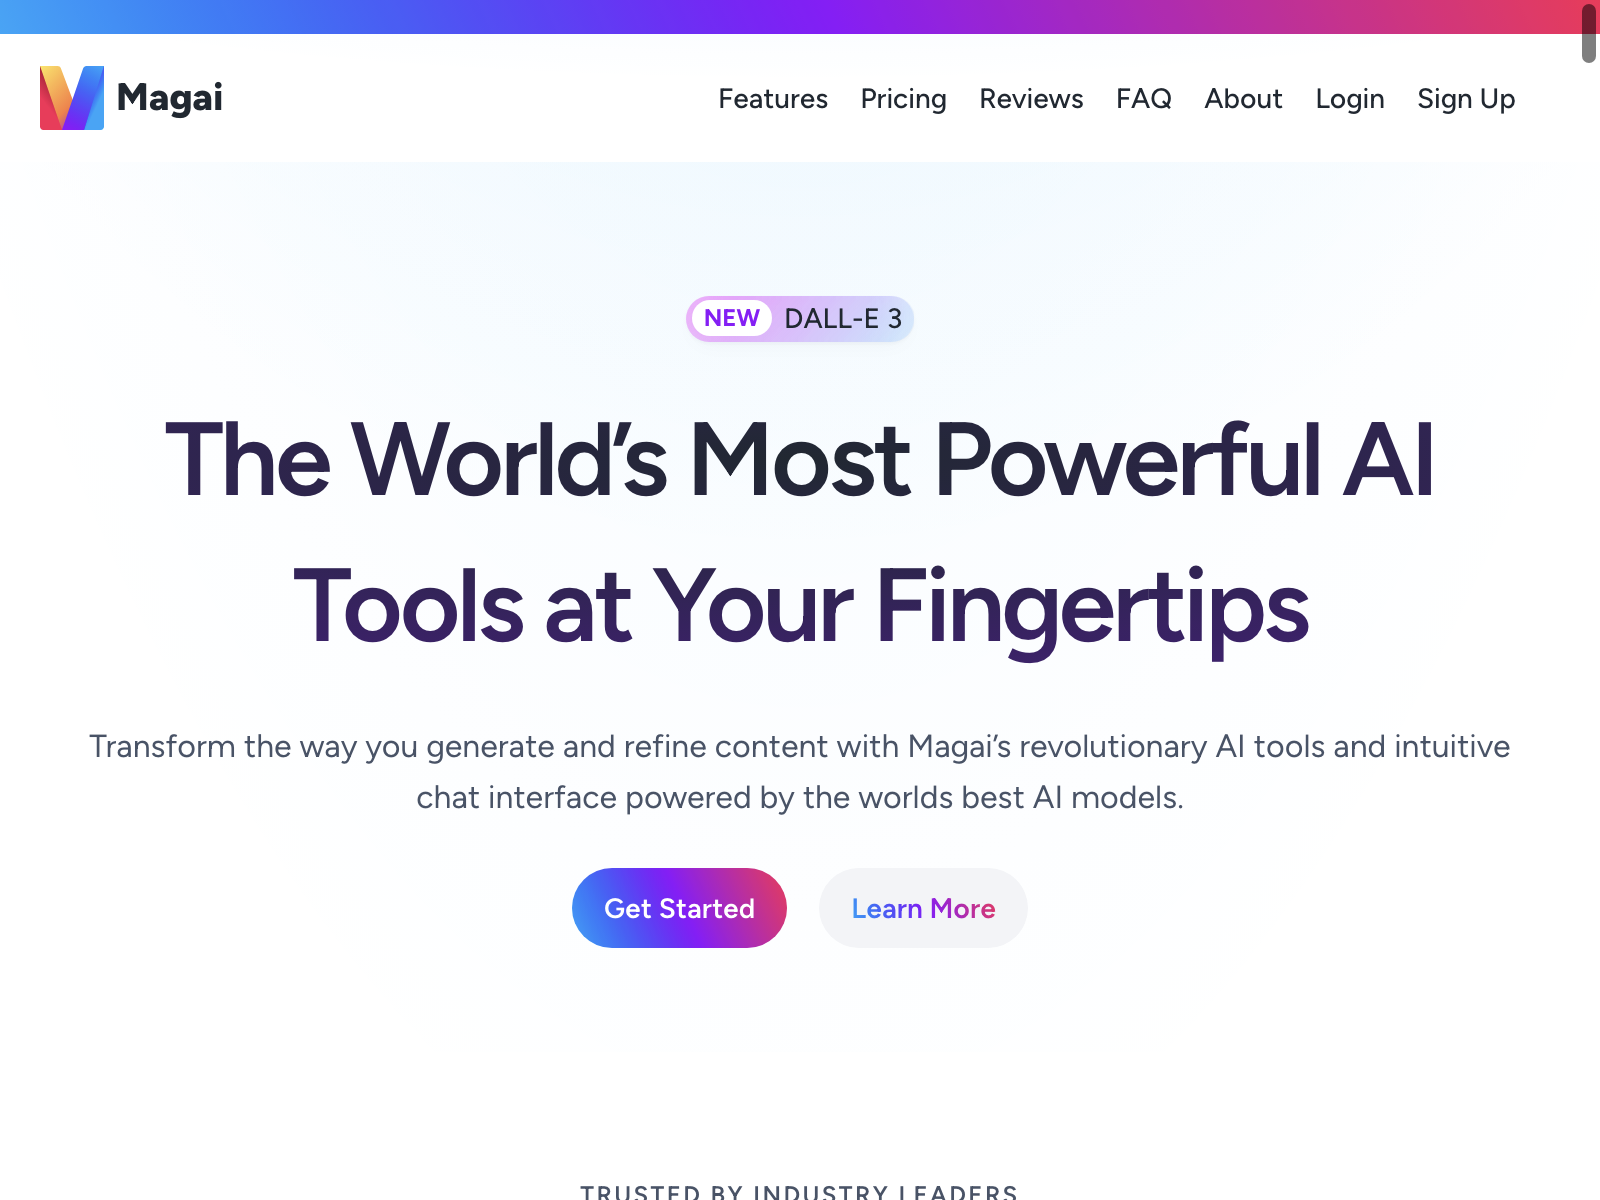 Magai
Features Pricing Reviews FAQ About Login Sign Up
NEW DALL-E 3
The World’s Most Powerful AI
Tools at Your Fingertips
Transform the way you generate and refine content with Magai’s revolutionary AI tools and intuitive
chat interface powered by the worlds best AI models.
Get Started Learn More
TRUSTED BY INDUSTRY LEADERS